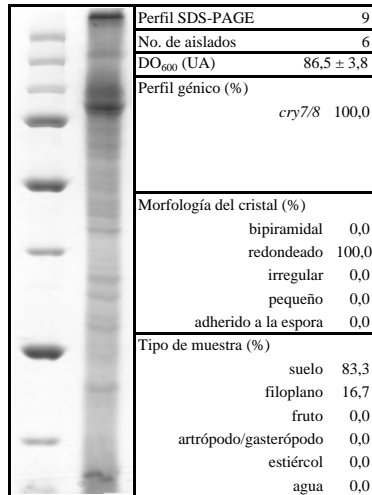 Perfil SDS-PAGE 9
No. de aislados 6
DO600 (UA) 86,5 ± 3,8
Perfil génico (%)
cry7/8 100,0
Morfología del cristal (%)
bipiramidal 0,0
redondeado 100,0
irregular 0,0
pequeño 0,0
adherido a la espora 0,0
Tipo de muestra (%)
suelo 83,3
filoplano 16,7
fruto 0,0
artrópodo/gasterópodo 0,0
estiércol 0,0
agua 0,0